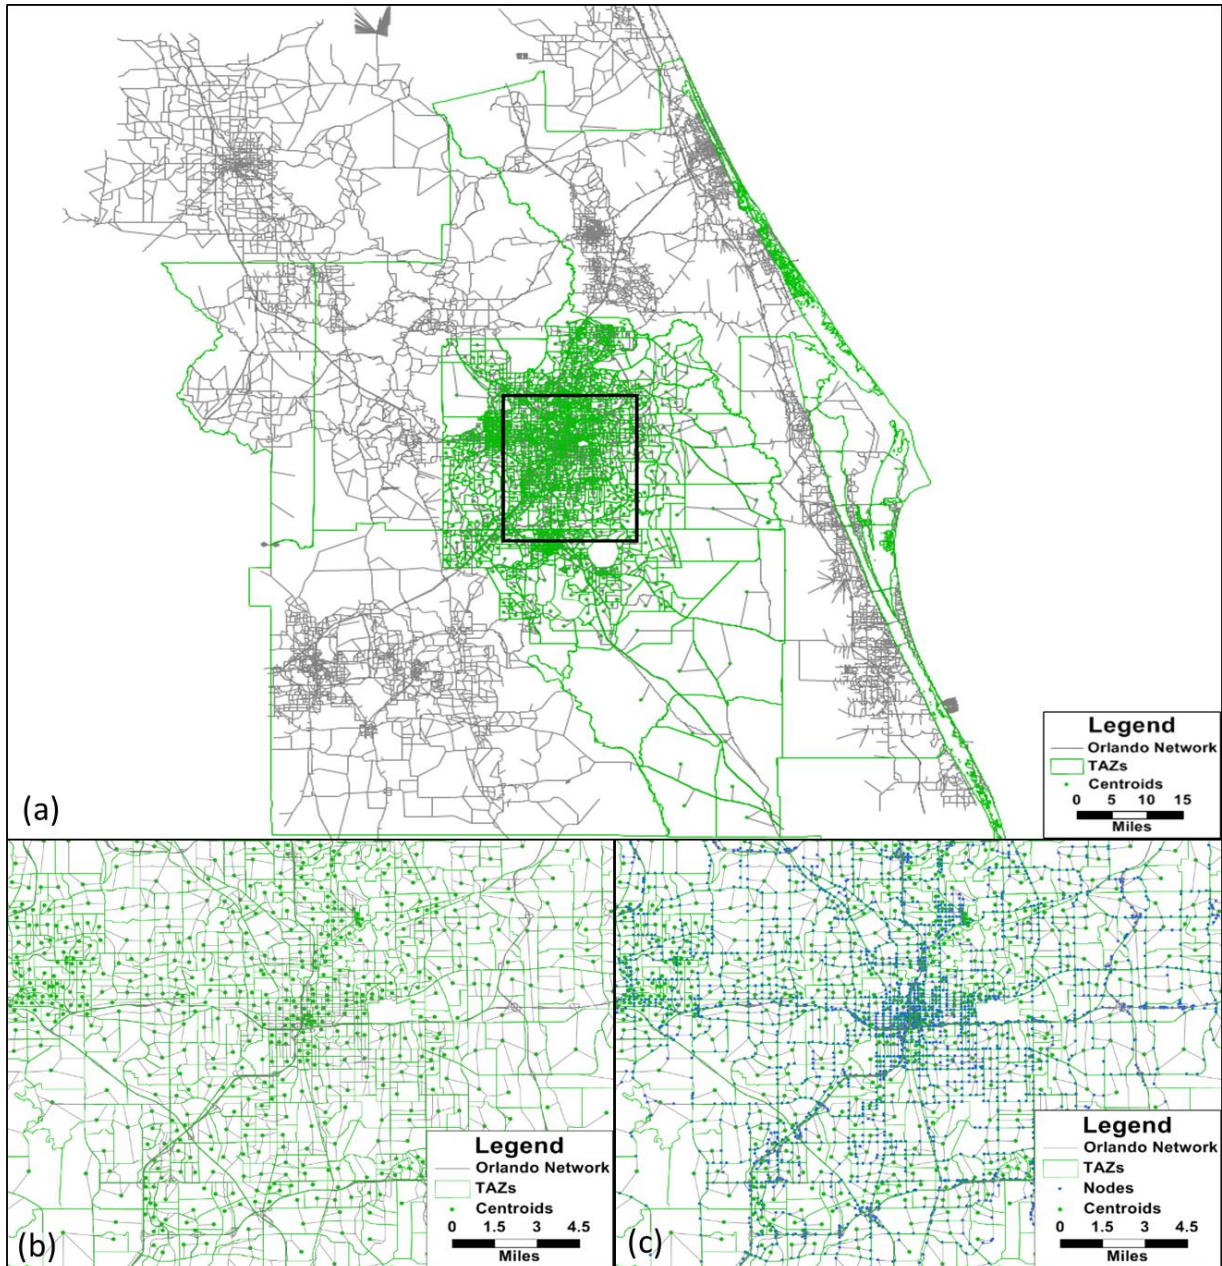 Legend
Orlando Network
TAZs
Centroids
0 5 10 15
Miles
(a)
Legend
Orlando Network
TAZs
Centroids
0 1.5 3 4.5
Miles
(b)
Legend
Orlando Network
TAZs
Nodes
Centroids
0 1.5 3 4.5
Miles
(c)